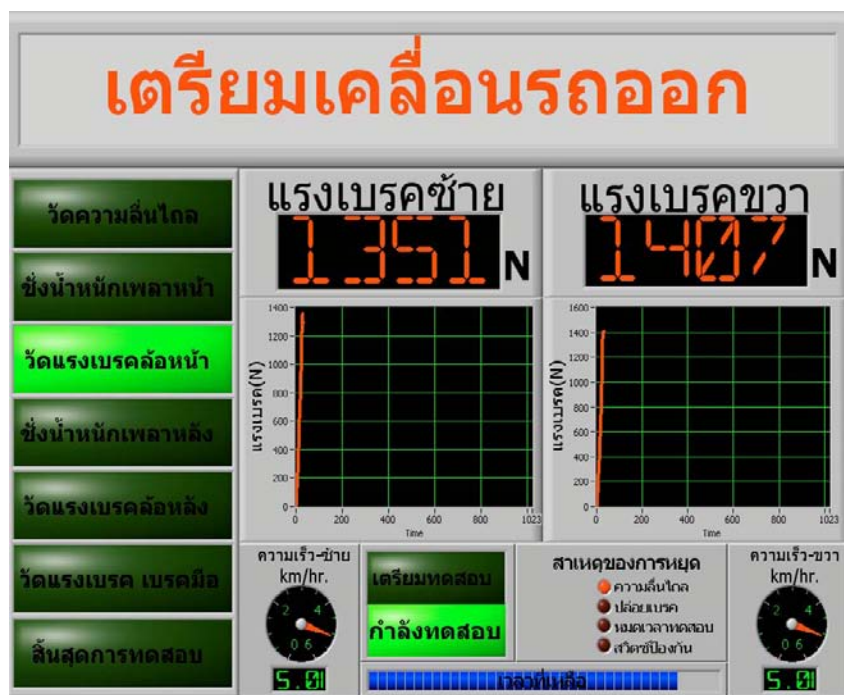 เตรียมเคลื่อนรถออก
วัดความลื่นไถล
ชั่งน้ำหนักเพลาหน้า
วัดแรงเบรคล้อหน้า
ชั่งน้ำหนักเพลาหลัง
วัดแรงเบรคล้อหลัง
วัดแรงเบรค เบรคมือ
สิ้นสุดการทดสอบ
แรงเบรคซ้าย
1351 N
แรงเบรค(N)
1400
1200
1000
800
600
400
200
0
0 200 400 600 800 1023
Time
แรงเบรคขวา
1407 N
แรงเบรค(N)
1600
1400
1200
1000
800
600
400
200
0
0 200 400 600 800 1023
Time
ความเร็ว-ซ้าย
km/hr.
2 4
0 6
5.01
เตรียมทดสอบ
กำลังทดสอบ
สาเหตุของการหยุด
ความลื่นไถล
ปล่อยเบรค
หมดเวลาทดสอบ
สวิตซ์ป้องกัน
เวลาที่เหลือ
ความเร็ว-ขวา
km/hr.
2 4
0 6
5.01